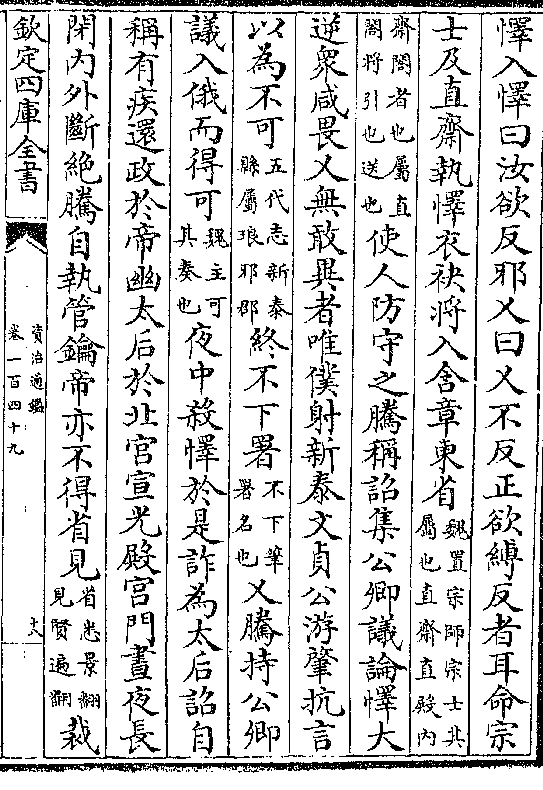 懌入懌曰汝欲反邪乂曰乂不反正欲縛反者耳命宗
士及直齋執懌衣袂將入含章東省魏置宗師宗士其屬也直齋直殿内
齋閤者也屬直閤將引也送也使人防守之騰稱詔集公卿議論懌大
逆衆咸畏乂無敢異者唯僕射新泰文貞公游肇抗言
以為不可五代志新泰縣屬琅邪郡終不下署不下筆署名也乂騰持公卿
議入俄而得可魏主可其奏也夜中殺懌於是詐為太后詔自
稱有疾還政於帝幽太后於北宮宣光殿宮門晝夜長
閉内外斷絶騰自執管鑰帝亦不得省見省悉景翻見賢遍翻裁
欽定四庫全書
資治通鑑
卷一百四十九